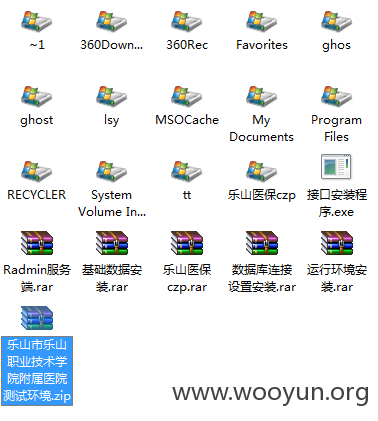 ~1
360Down...
360Rec
Favorites
ghos
ghost
lsy
MSOCache
My
Documents
Program
Files
RECYCLER
System
Volume In...
tt
乐山医保czp
接口安装程
序.exe
Radmin服务
端.rar
基础数据安
装.rar
乐山医保
czp.rar
数据库连接
设置安装.rar
运行环境安
装.rar
乐山市乐山
职业技术学
院附属医院
测试环境.zip
www.wooyun.org